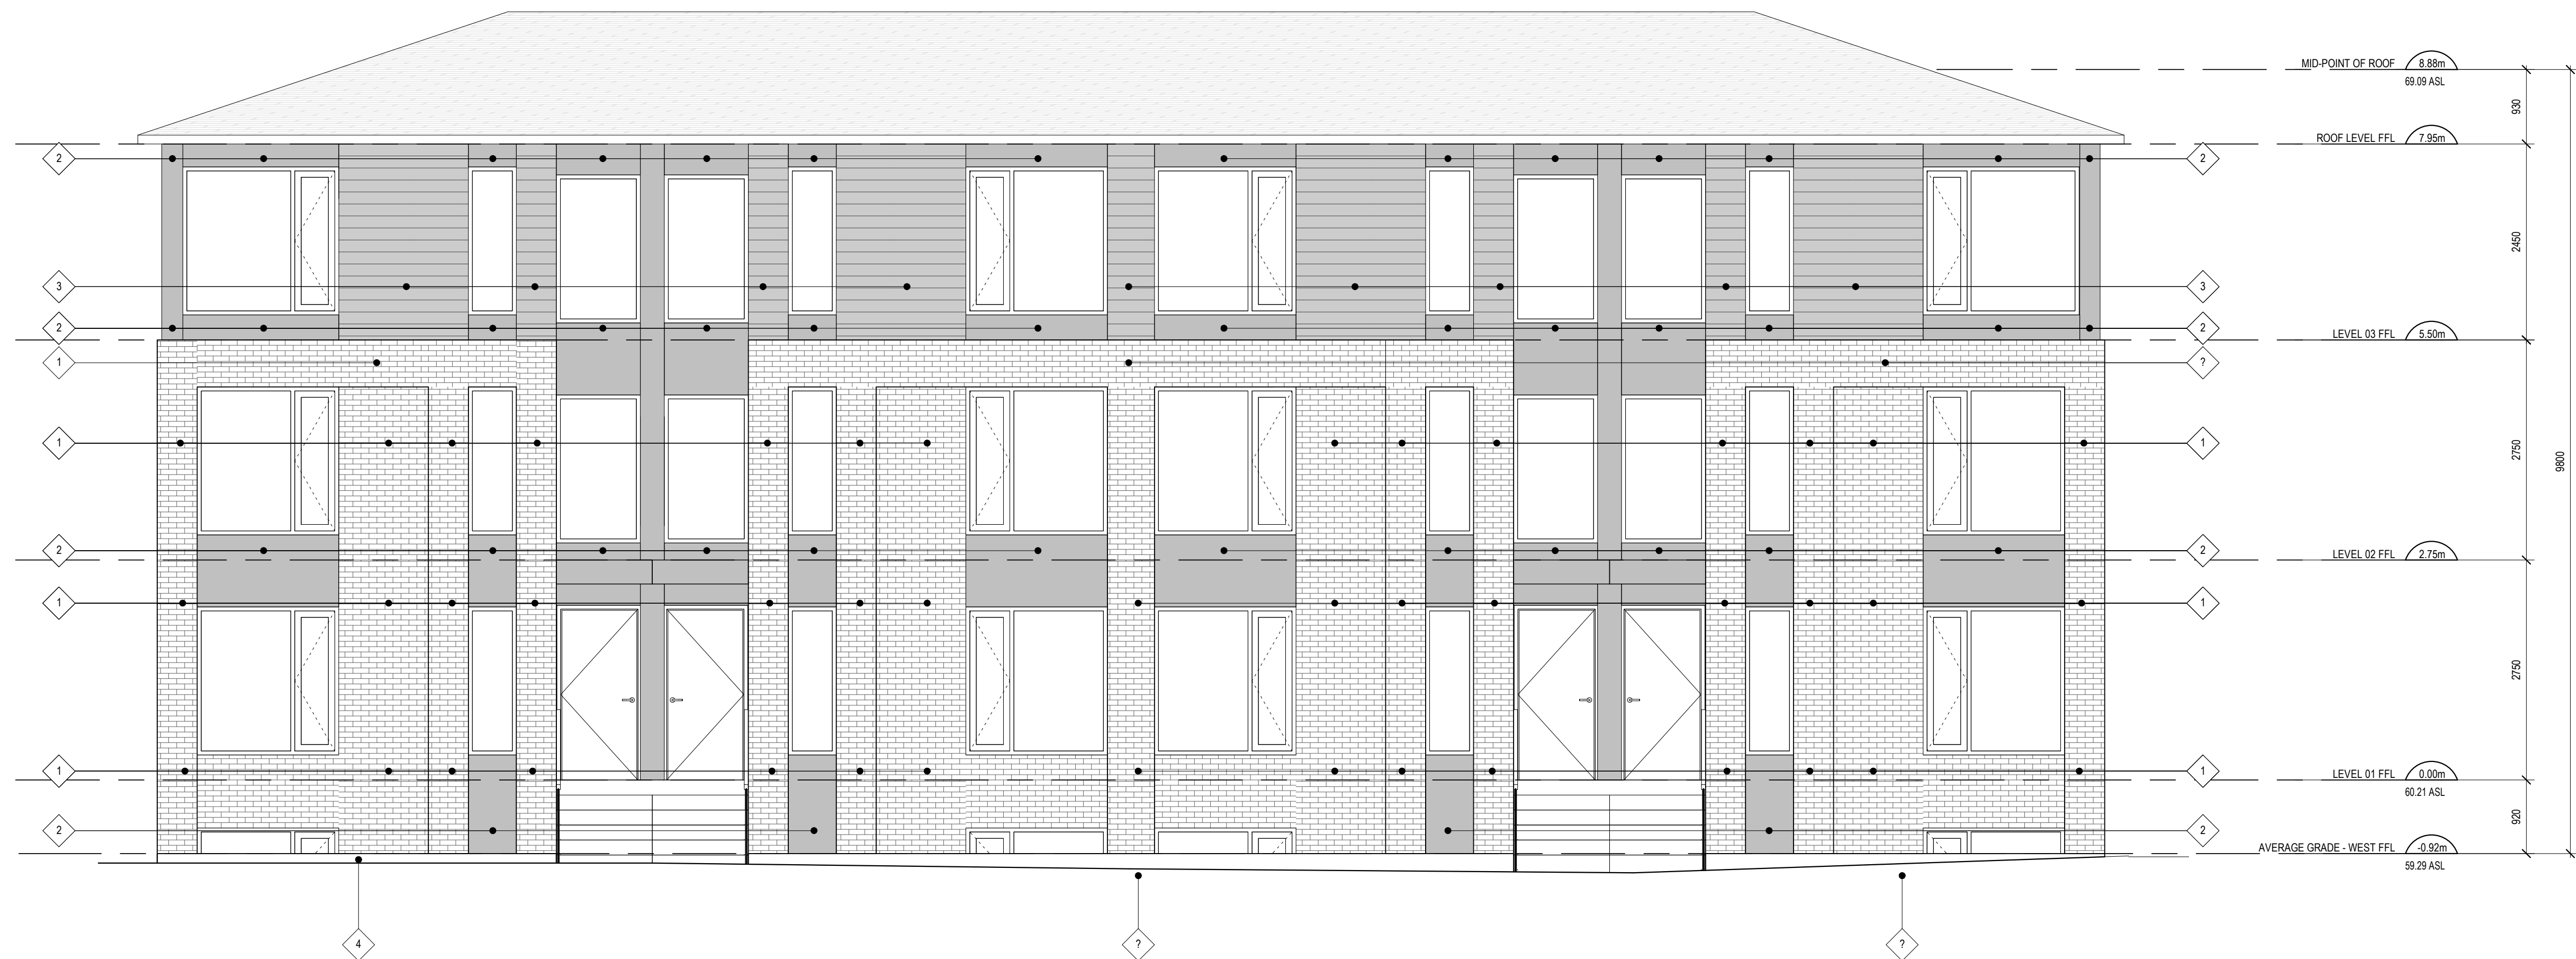 MID-POINT OF ROOF 8.88m
69.09 ASL
930
ROOF LEVEL FFL 7.95m
2 2
2450
3 3
2 2
LEVEL 03 FFL 5.50m
1 ?
1 1
2750
9800
2 2
LEVEL 02 FFL 2.75m
1 1
2750
1 1
LEVEL 01 FFL 0.00m
60.21 ASL
920
2 2
AVERAGE GRADE - WEST FFL -0.92m
59.29 ASL
4 ? ?